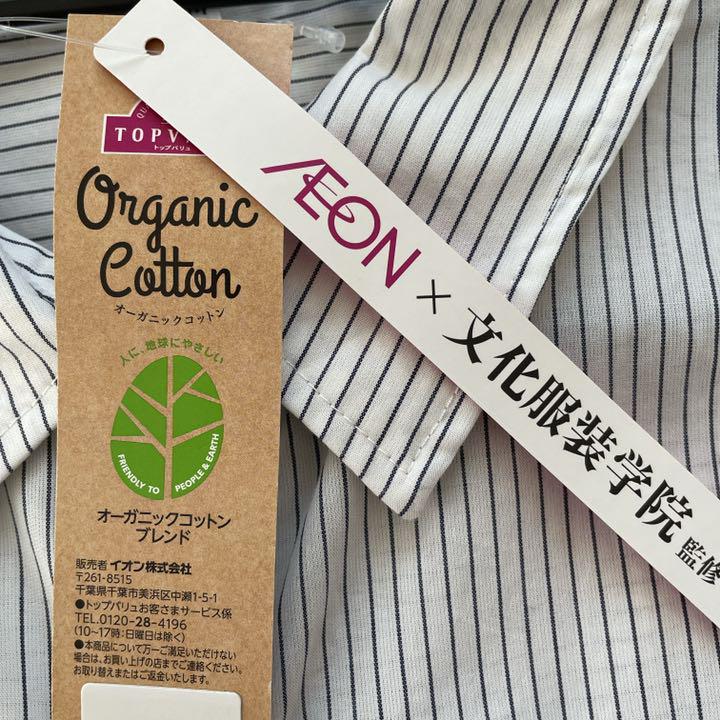 TOPVA
トップバリュ
Organic
Cotton
オーガニックコットン
人に、地球にやさしい
FRIENDLY TO PEOPLE & EARTH
オーガニックコットン
ブレンド
販売者 イオン株式会社
〒261-8515
千葉県千葉市美浜区中瀬1-5-1
●トップバリュお客さまサービス係
TEL.0120-28-4196
(10〜17時:日曜日は除く)
●本商品について万一ご満足いただけない
場合は、お買い上げの店までご連絡ください。
お取り替えまたはご返金いたします。
ÆON×文化服装学院 監修